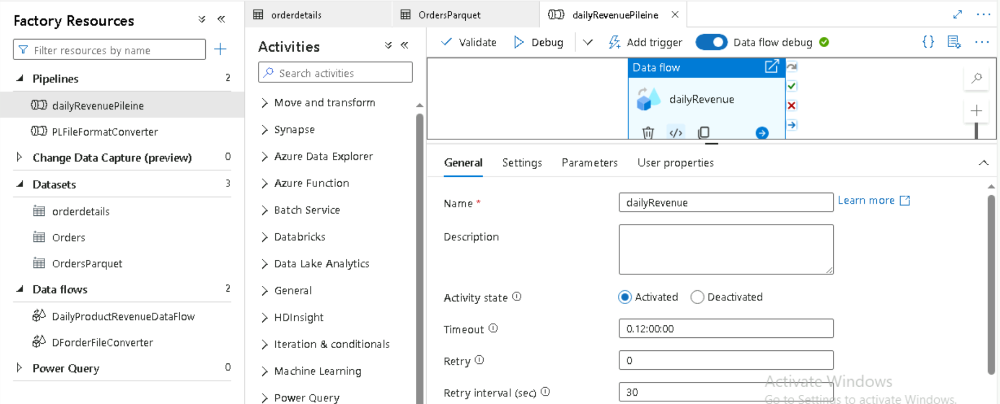 Factory Resources
Filter resources by name
Pipelines 2
dailyRevenuePileine
PLFileFormatConverter
Change Data Capture (preview) 0
Datasets 3
orderdetails
Orders
OrdersParquet
Data flows 2
DailyProductRevenueDataFlow
DForderFileConverter
Power Query 0
orderdetails
OrdersParquet
dailyRevenuePileine
Activities
Search activities
Move and transform
Synapse
Azure Data Explorer
Azure Function
Batch Service
Databricks
Data Lake Analytics
General
HDInsight
Iteration & conditionals
Machine Learning
Power Query
Validate Debug Add trigger Data flow debug
Data flow
dailyRevenue
General Settings Parameters User properties
Name * dailyRevenue Learn more
Description
Activity state Activated Deactivated
Timeout 0.12:00:00
Retry 0
Retry interval (sec) 30
Activate Windows
Go to Settings to activate Windows.